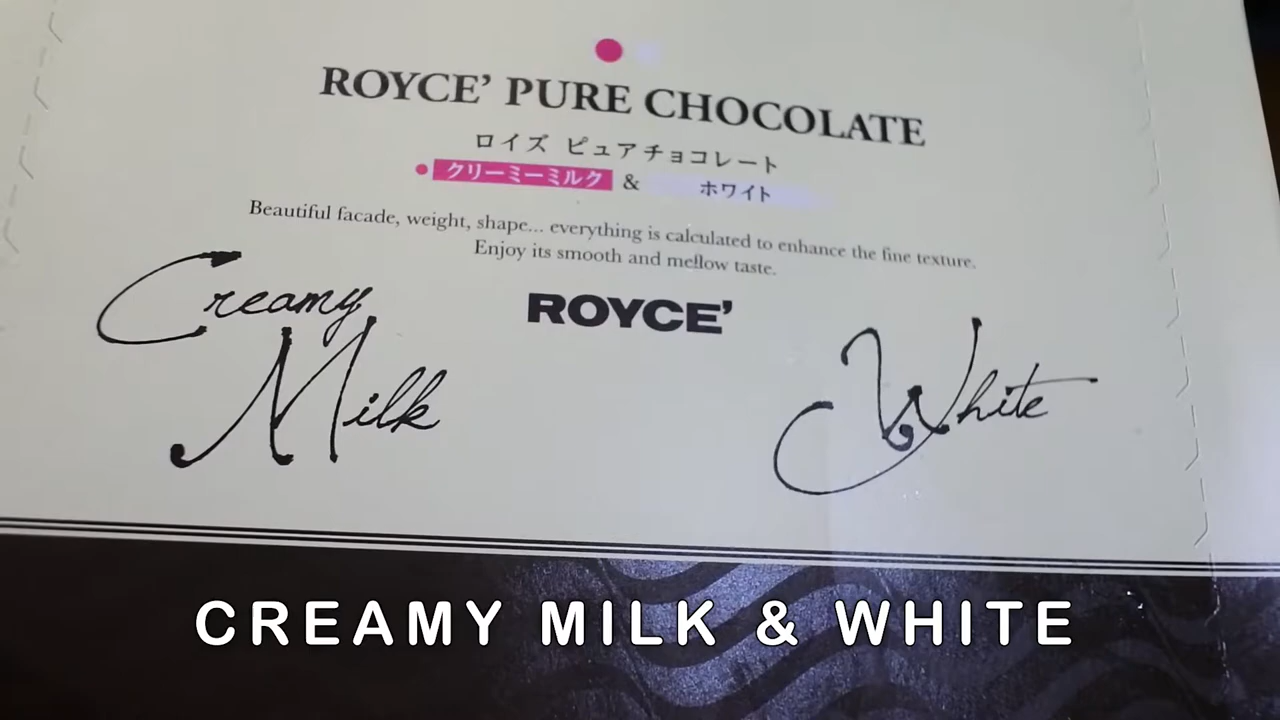 ROYCE' PURE CHOCOLATE
ロイズ ピュアチョコレート
クリーミーミルク & ホワイト
Beautiful facade, weight, shape... everything is calculated to enhance the fine texture.
Enjoy its smooth and mellow taste.
ROYCE'
Creamy
Milk
White
CREAMY MILK & WHITE